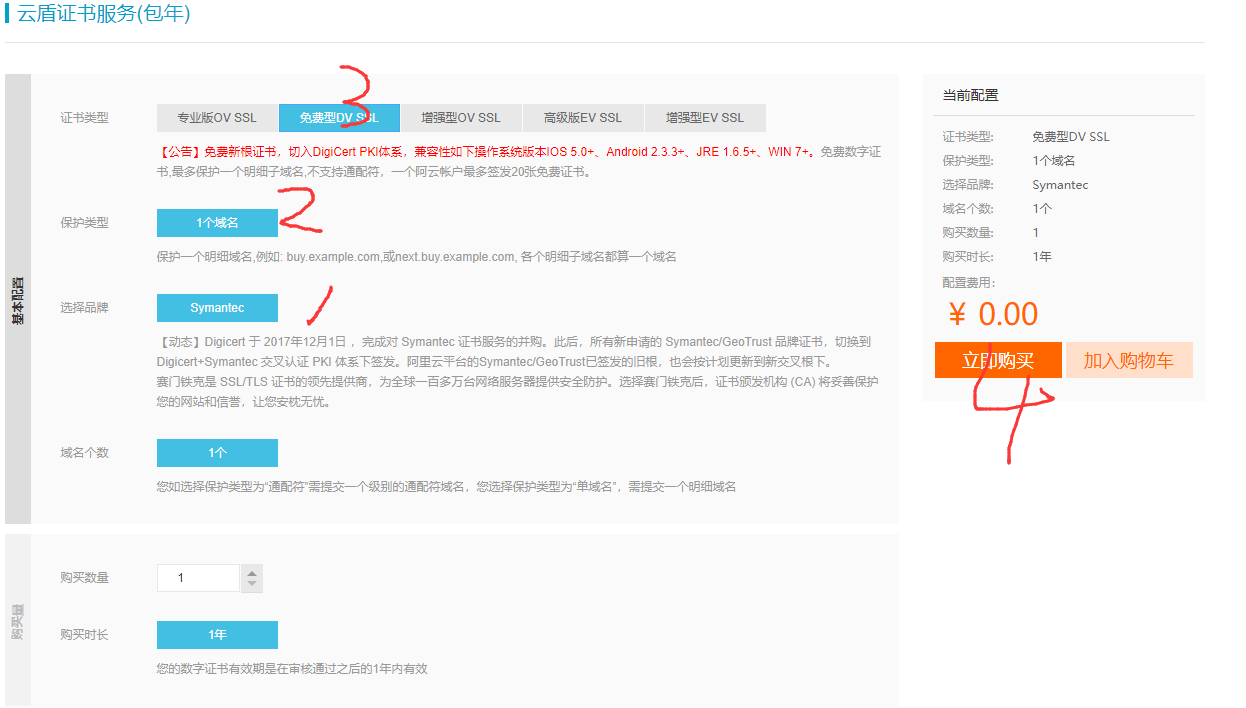 云盾证书服务(包年)
证书类型
专业版OV SSL
免费型DV SSL
增强型OV SSL
高级版EV SSL
增强型EV SSL
3
【公告】免费新根证书，切入DigiCert PKI体系，兼容性如下操作系统版本IOS 5.0+、Android 2.3.3+、JRE 1.6.5+、WIN 7+。免费数字证
书,最多保护一个明细子域名,不支持通配符，一个阿云帐户最多签发20张免费证书。
保护类型
1个域名
2
保护一个明细域名,例如: buy.example.com,或next.buy.example.com, 各个明细子域名都算一个域名
基本配置
选择品牌
Symantec
1
【动态】Digicert 于 2017年12月1日 ，完成对 Symantec 证书服务的并购。此后，所有新申请的 Symantec/GeoTrust 品牌证书，切换到
Digicert+Symantec 交叉认证 PKI 体系下签发。阿里云平台的Symantec/GeoTrust已签发的旧根，也会按计划更新到新交叉根下。
赛门铁克是 SSL/TLS 证书的领先提供商，为全球一百多万台网络服务器提供安全防护。选择赛门铁克后，证书颁发机构 (CA) 将妥善保护
您的网站和信誉，让您安枕无忧。
域名个数
1个
您如选择保护类型为“通配符”需提交一个级别的通配符域名，您选择保护类型为“单域名”，需提交一个明细域名
购买量
购买数量
1
购买时长
1年
您的数字证书有效期是在审核通过之后的1年内有效
当前配置
证书类型: 免费型DV SSL
保护类型: 1个域名
选择品牌: Symantec
域名个数: 1个
购买数量: 1
购买时长: 1年
配置费用:
¥ 0.00
立即购买
加入购物车
4